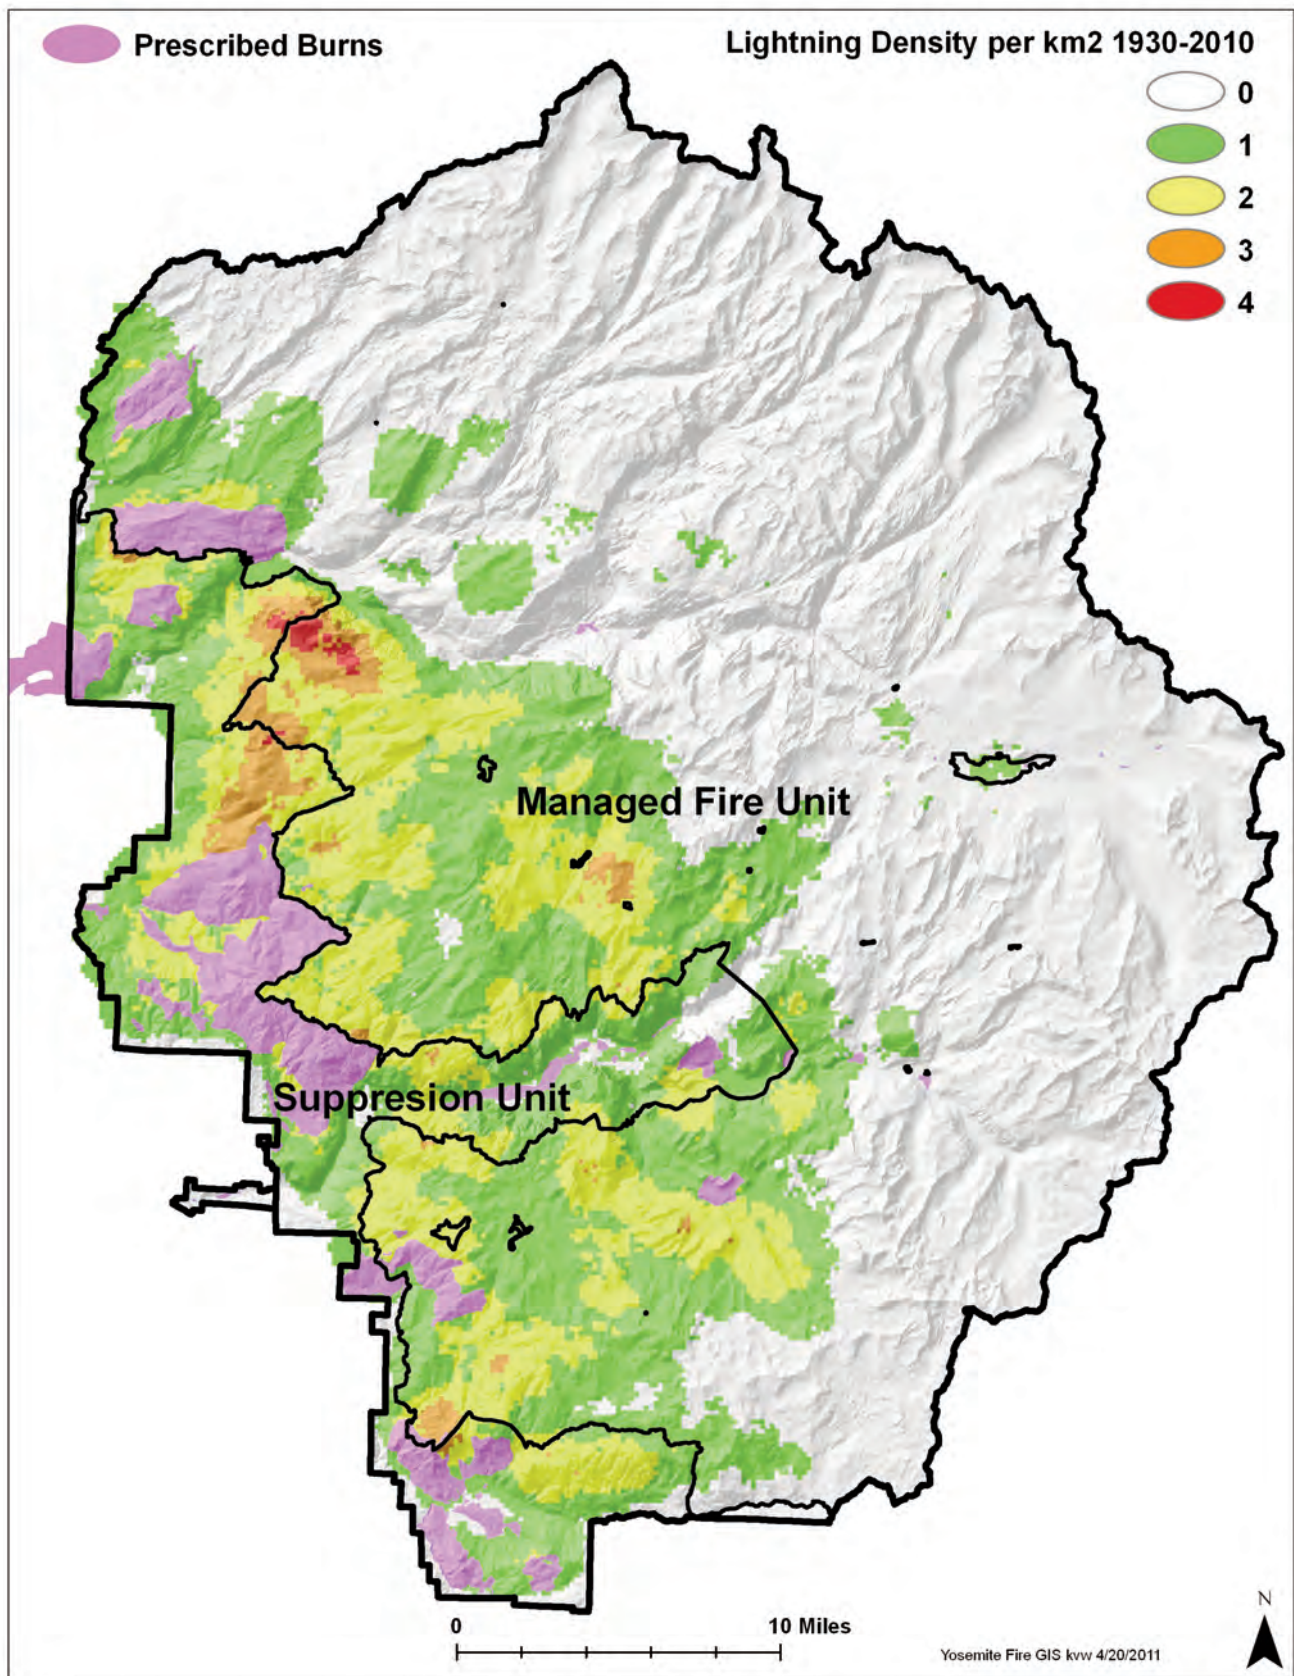 Prescribed Burns
Lightning Density per km2 1930-2010
0
1
2
3
4
Managed Fire Unit
Suppresion Unit
0 10 Miles
N
Yosemite Fire GIS kvw 4/20/2011